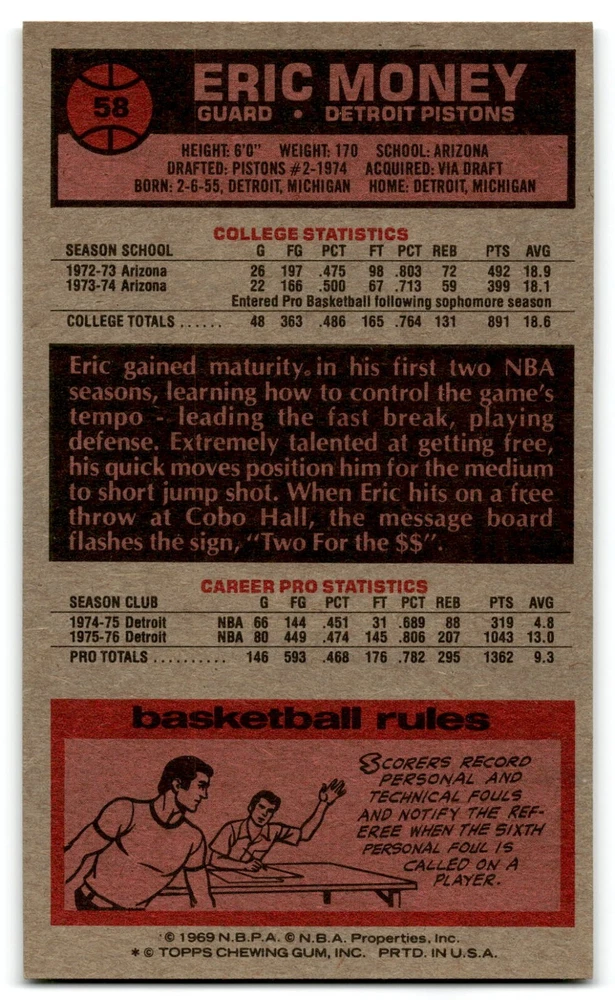 58
ERIC MONEY
GUARD • DETROIT PISTONS
HEIGHT: 6'0" WEIGHT: 170 SCHOOL: ARIZONA
DRAFTED: PISTONS #2-1974 ACQUIRED: VIA DRAFT
BORN: 2-6-55, DETROIT, MICHIGAN HOME: DETROIT, MICHIGAN
COLLEGE STATISTICS
SEASON SCHOOL G FG PCT FT PCT REB PTS AVG
1972-73 Arizona 26 197 .475 98 .803 72 492 18.9
1973-74 Arizona 22 166 .500 67 .713 59 399 18.1
Entered Pro Basketball following sophomore season
COLLEGE TOTALS ...... 48 363 .486 165 .764 131 891 18.6
Eric gained maturity in his first two NBA
seasons, learning how to control the game's
tempo - leading the fast break, playing
defense. Extremely talented at getting free,
his quick moves position him for the medium
to short jump shot. When Eric hits on a free
throw at Cobo Hall, the message board
flashes the sign, "Two For the $$".
CAREER PRO STATISTICS
SEASON CLUB G FG PCT FT PCT REB PTS AVG
1974-75 Detroit NBA 66 144 .451 31 .689 88 319 4.8
1975-76 Detroit NBA 80 449 .474 145 .806 207 1043 13.0
PRO TOTALS .......... 146 593 .468 176 .782 295 1362 9.3
basketball rules
SCORERS RECORD
PERSONAL AND
TECHNICAL FOULS
AND NOTIFY THE REF-
EREE WHEN THE SIXTH
PERSONAL FOUL IS
CALLED ON A
PLAYER.
© 1969 N.B.P.A. © N.B.A. Properties, Inc.
* © TOPPS CHEWING GUM, INC. PRTD. IN U.S.A.